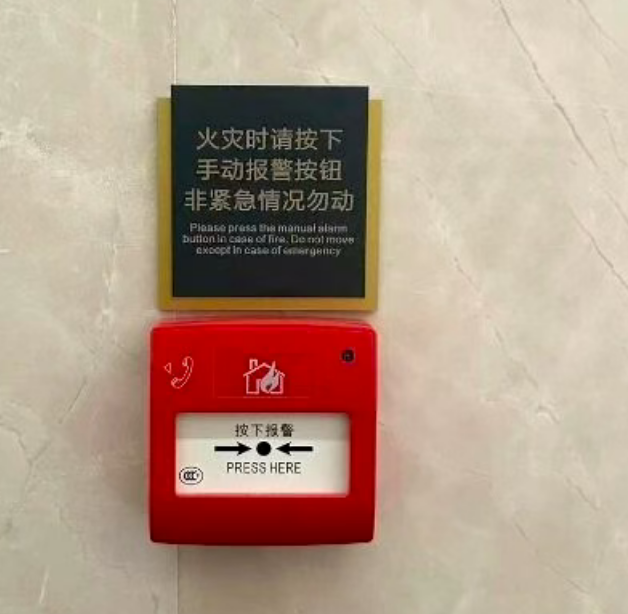 火灾时请按下
手动报警按钮
非紧急情况勿动
Please press the manual alarm
button in case of fire. Do not move
except in case of emergency
按下报警
PRESS HERE
CCC